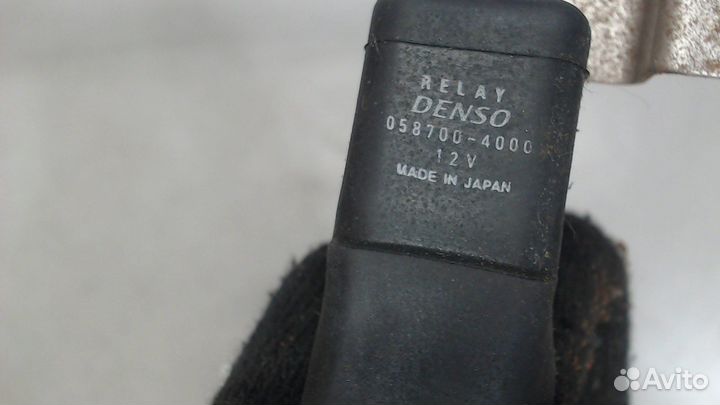 RELAY
DENSO
058700-4000
12V
MADE IN JAPAN
Avito